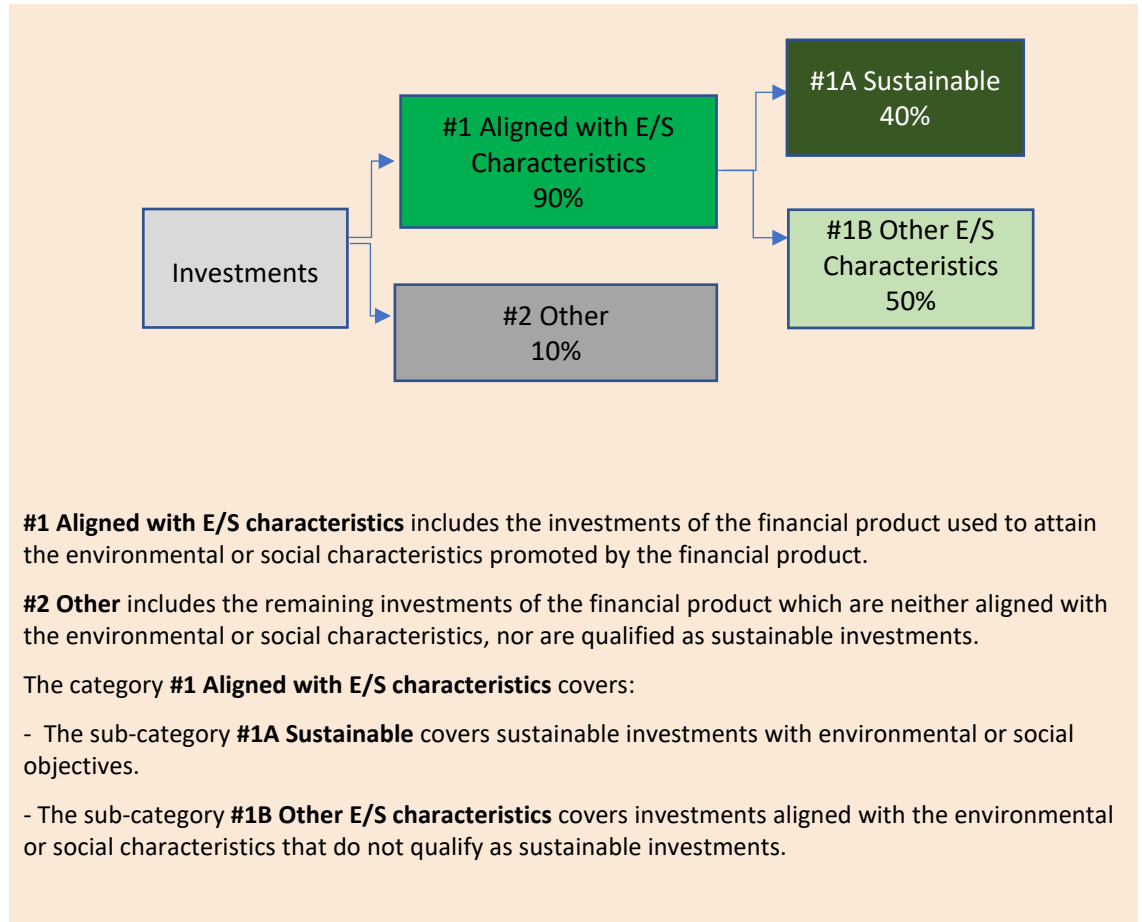 #1A Sustainable
40%
#1 Aligned with E/S
Characteristics
90%
#1B Other E/S
Characteristics
50%
Investments
#2 Other
10%
#1 Aligned with E/S characteristics includes the investments of the financial product used to attain
the environmental or social characteristics promoted by the financial product.
#2 Other includes the remaining investments of the financial product which are neither aligned with
the environmental or social characteristics, nor are qualified as sustainable investments.
The category #1 Aligned with E/S characteristics covers:
- The sub-category #1A Sustainable covers sustainable investments with environmental or social
objectives.
- The sub-category #1B Other E/S characteristics covers investments aligned with the environmental
or social characteristics that do not qualify as sustainable investments.